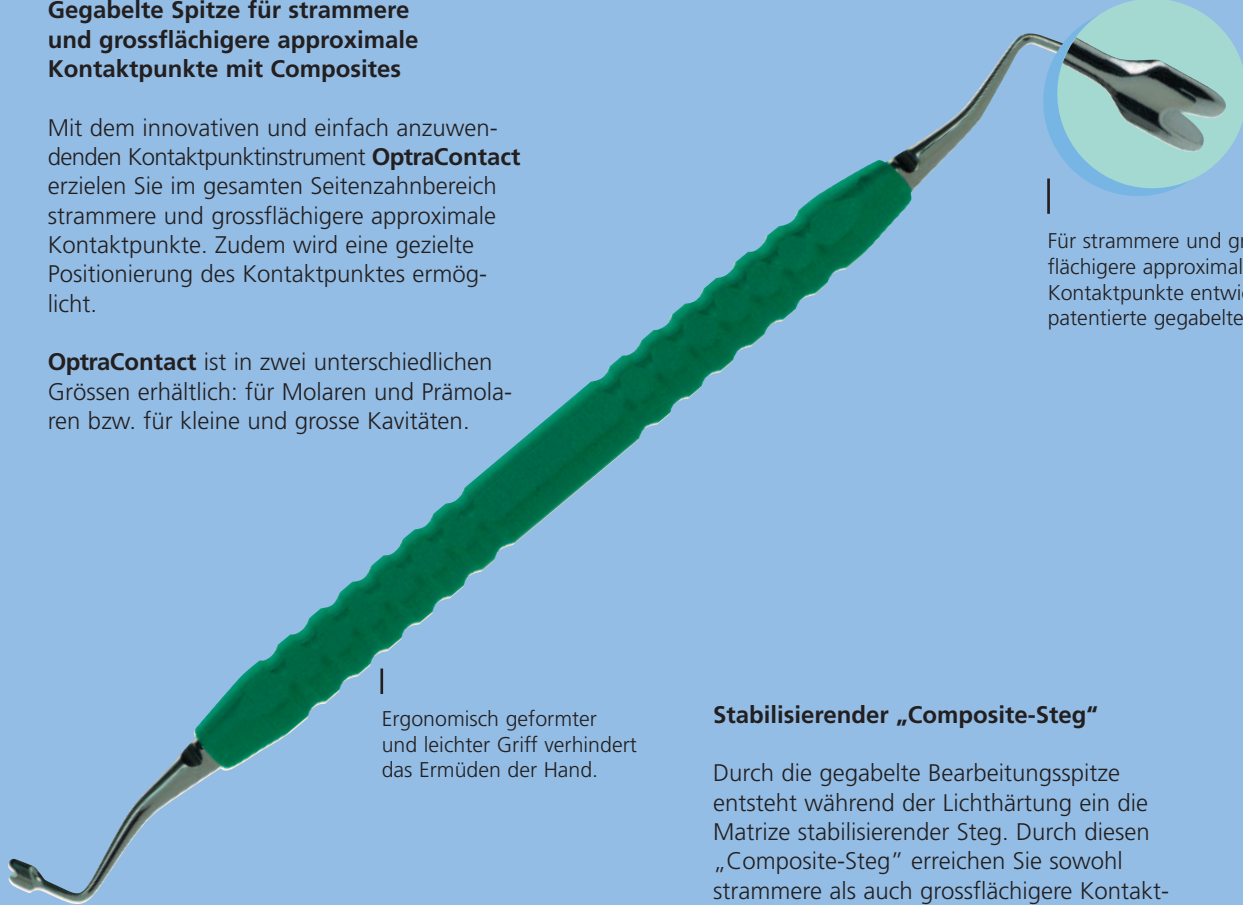 Gegabelte Spitze für strammere
und grossflächigere approximale
Kontaktpunkte mit Composites
Mit dem innovativen und einfach anzuwen-
denden Kontaktpunktinstrument OptraContact
erzielen Sie im gesamten Seitenzahnbereich
strammere und grossflächigere approximale
Kontaktpunkte. Zudem wird eine gezielte
Positionierung des Kontaktpunktes ermög-
licht.
OptraContact ist in zwei unterschiedlichen
Grössen erhältlich: für Molaren und Prämola-
ren bzw. für kleine und grosse Kavitäten.
Für strammere und
flächigere approximal
Kontaktpunkte
patentierte gegabelte
Ergonomisch geformter
und leichter Griff verhindert
das Ermüden der Hand.
Stabilisierender „Composite-Steg“
Durch die gegabelte Bearbeitungsspitze
entsteht während der Lichthärtung ein die
Matrize stabilisierender Steg. Durch diesen
„Composite-Steg“ erreichen Sie sowohl
strammere als auch grossflächigere Kontakt-